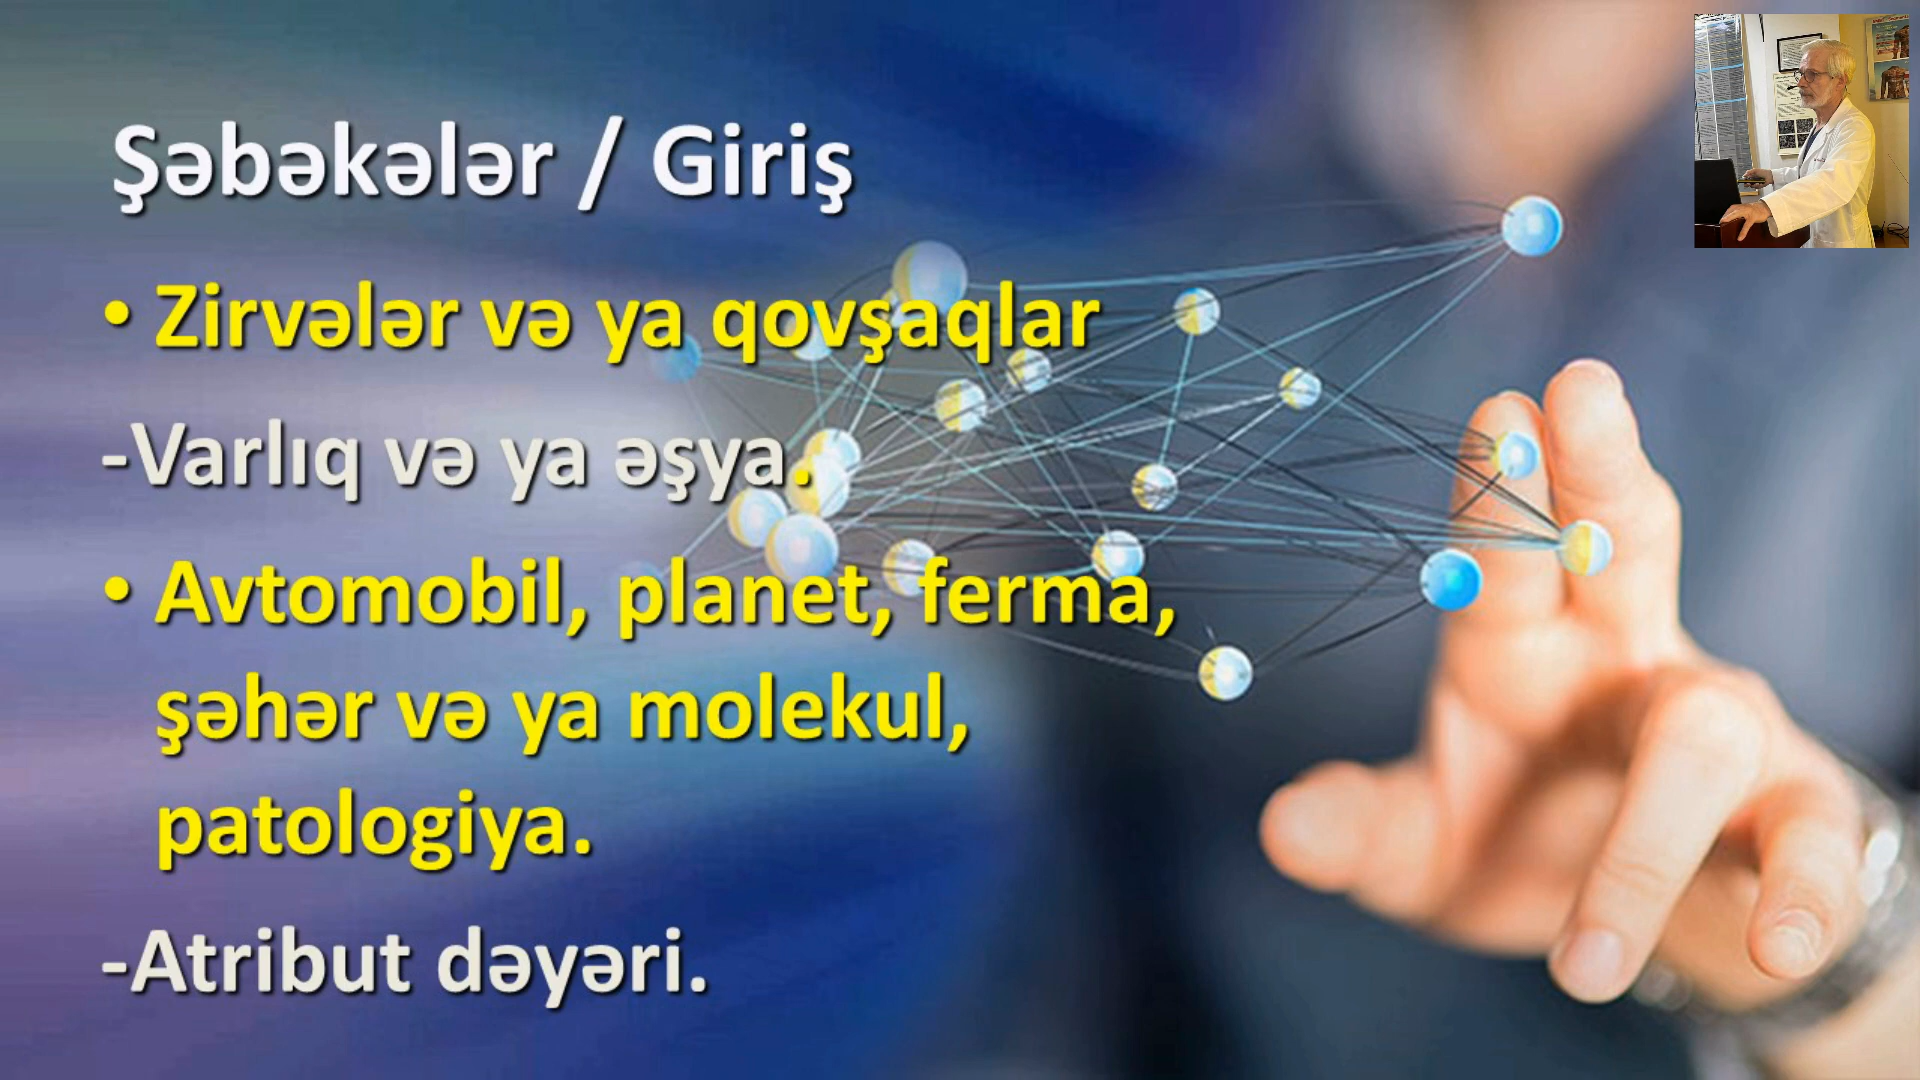 Şəbəkələr / Giriş
• Zirvələr və ya qovşaqlar
-Varlıq və ya əşya.
• Avtomobil, planet, ferma,
şəhər və ya molekul,
patologiya.
-Atribut dəyəri.